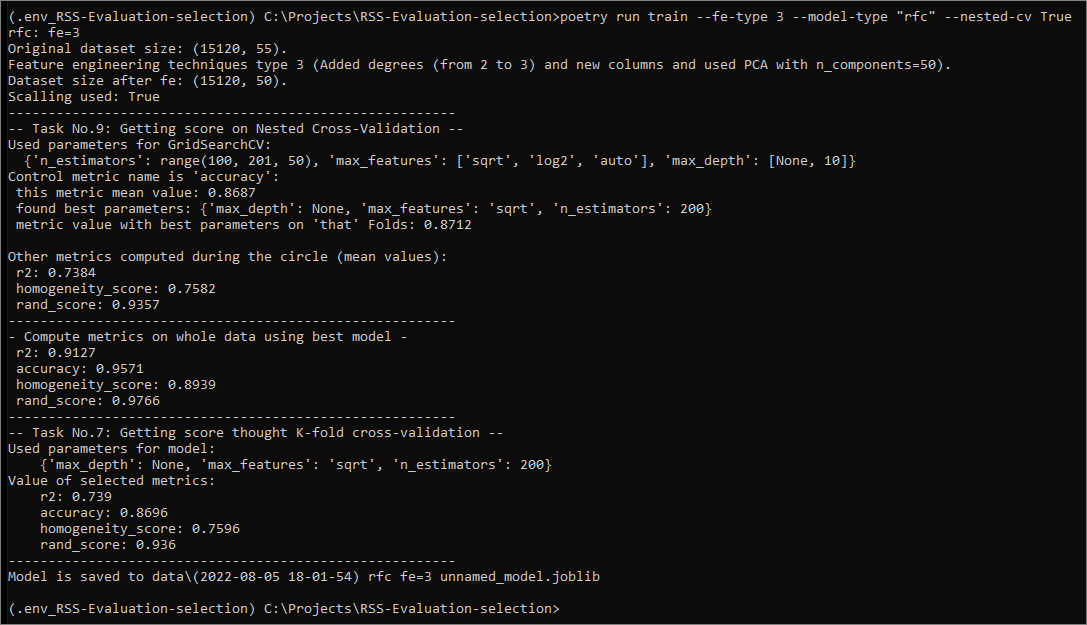 (.env_RSS-Evaluation-selection) C:\Projects\RSS-Evaluation-selection>poetry run train --fe-type 3 --model-type "rfc" --nested-cv True
rfc: fe=3
Original dataset size: (15120, 55).
Feature engineering techniques type 3 (Added degrees (from 2 to 3) and new columns and used PCA with n_components=50).
Dataset size after fe: (15120, 50).
Scalling used: True
--------------------------------------------------------
-- Task No.9: Getting score on Nested Cross-Validation --
Used parameters for GridSearchCV:
  {'n_estimators': range(100, 201, 50), 'max_features': ['sqrt', 'log2', 'auto'], 'max_depth': [None, 10]}
Control metric name is 'accuracy':
 this metric mean value: 0.8687
 found best parameters: {'max_depth': None, 'max_features': 'sqrt', 'n_estimators': 200}
 metric value with best parameters on 'that' Folds: 0.8712

Other metrics computed during the circle (mean values):
 r2: 0.7384
 homogeneity_score: 0.7582
 rand_score: 0.9357
--------------------------------------------------------
- Compute metrics on whole data using best model -
 r2: 0.9127
 accuracy: 0.9571
 homogeneity_score: 0.8939
 rand_score: 0.9766
--------------------------------------------------------
-- Task No.7: Getting score thought K-fold cross-validation --
Used parameters for model:
    {'max_depth': None, 'max_features': 'sqrt', 'n_estimators': 200}
Value of selected metrics:
    r2: 0.739
    accuracy: 0.8696
    homogeneity_score: 0.7596
    rand_score: 0.936
--------------------------------------------------------
Model is saved to data\(2022-08-05 18-01-54) rfc fe=3 unnamed_model.joblib

(.env_RSS-Evaluation-selection) C:\Projects\RSS-Evaluation-selection>